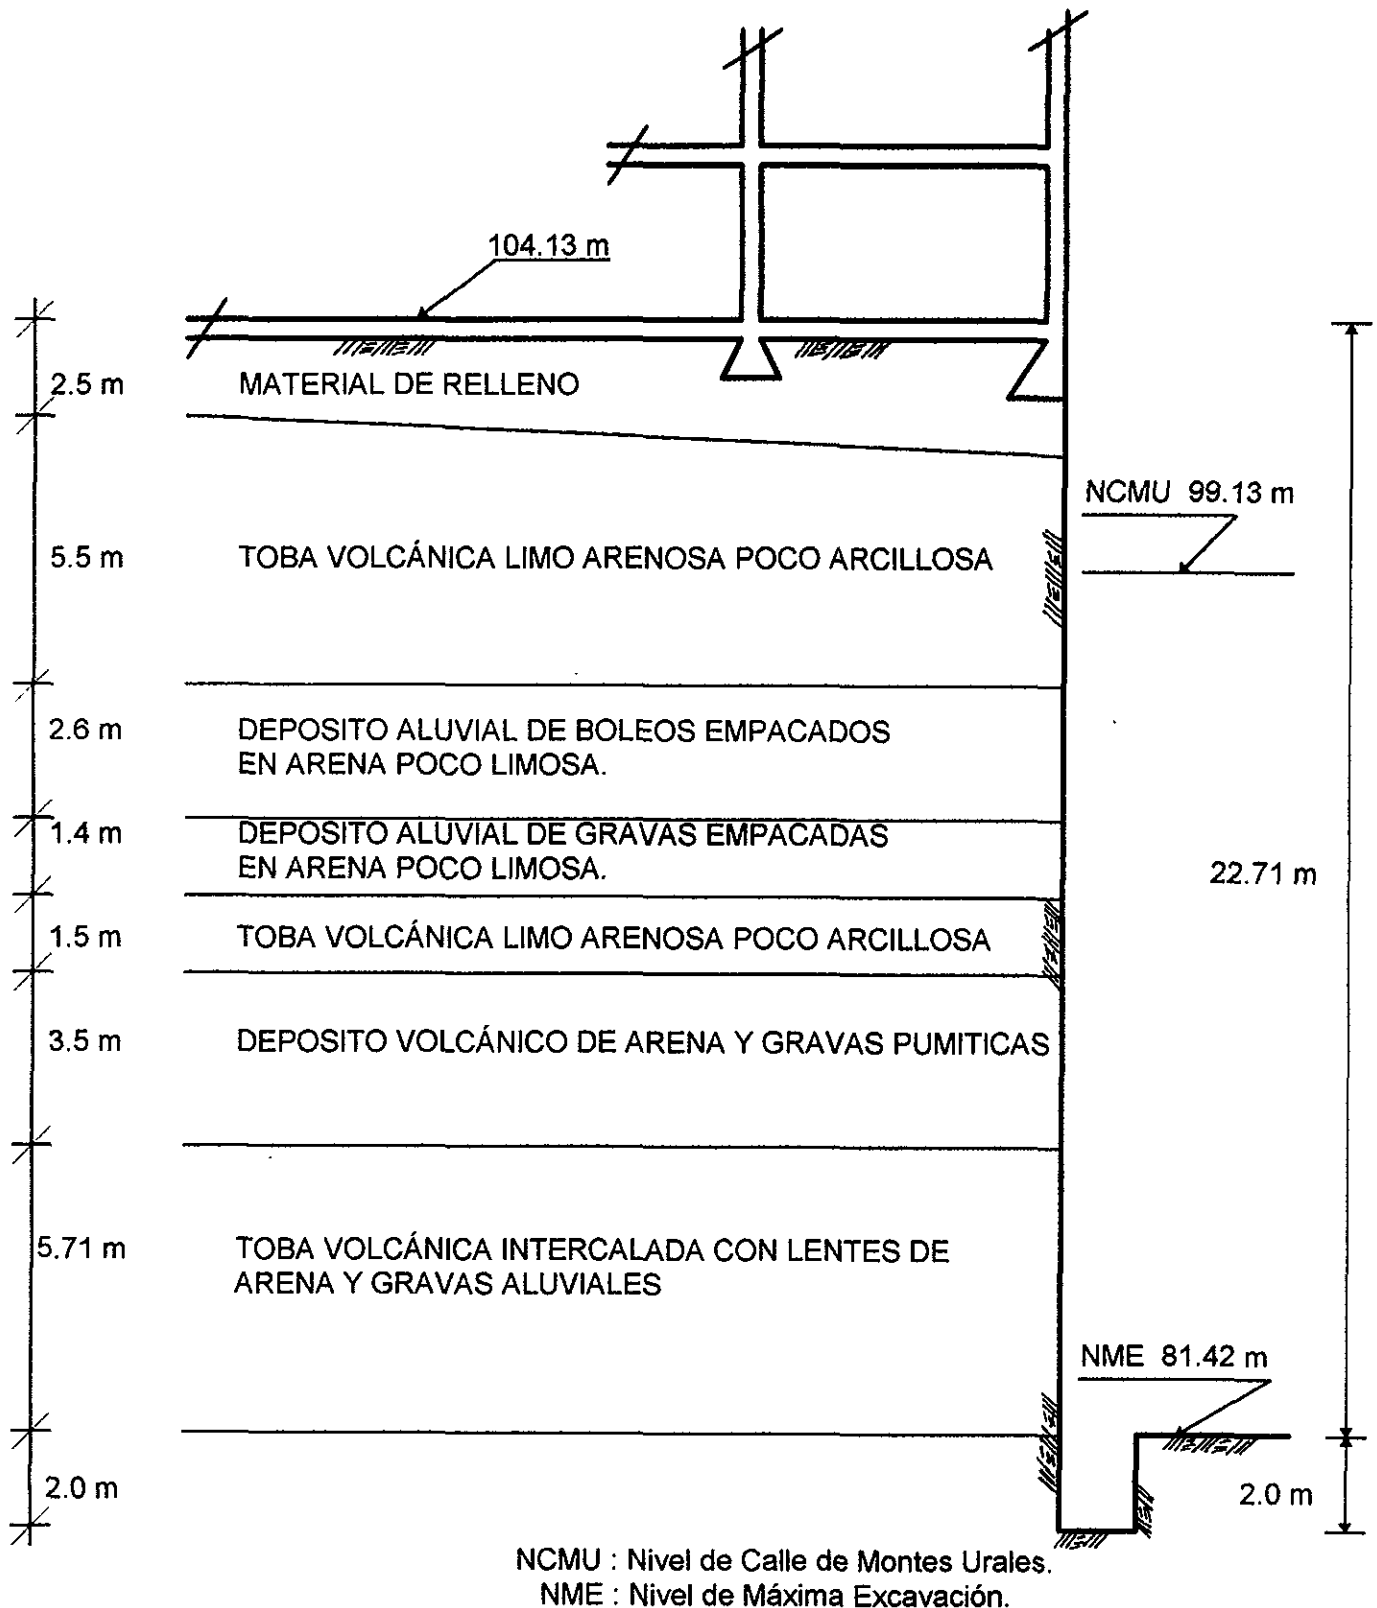 104.13 m
2.5 m
MATERIAL DE RELLENO
NCMU 99.13 m
5.5 m
TOBA VOLCÁNICA LIMO ARENOSA POCO ARCILLOSA
2.6 m
DEPOSITO ALUVIAL DE BOLEOS EMPACADOS
EN ARENA POCO LIMOSA.
1.4 m
DEPOSITO ALUVIAL DE GRAVAS EMPACADAS
EN ARENA POCO LIMOSA.
22.71 m
1.5 m
TOBA VOLCÁNICA LIMO ARENOSA POCO ARCILLOSA
3.5 m
DEPOSITO VOLCÁNICO DE ARENA Y GRAVAS PUMITICAS
5.71 m
TOBA VOLCÁNICA INTERCALADA CON LENTES DE
ARENA Y GRAVAS ALUVIALES
NME 81.42 m
2.0 m
2.0 m
NCMU : Nivel de Calle de Montes Urales.
NME : Nivel de Máxima Excavación.